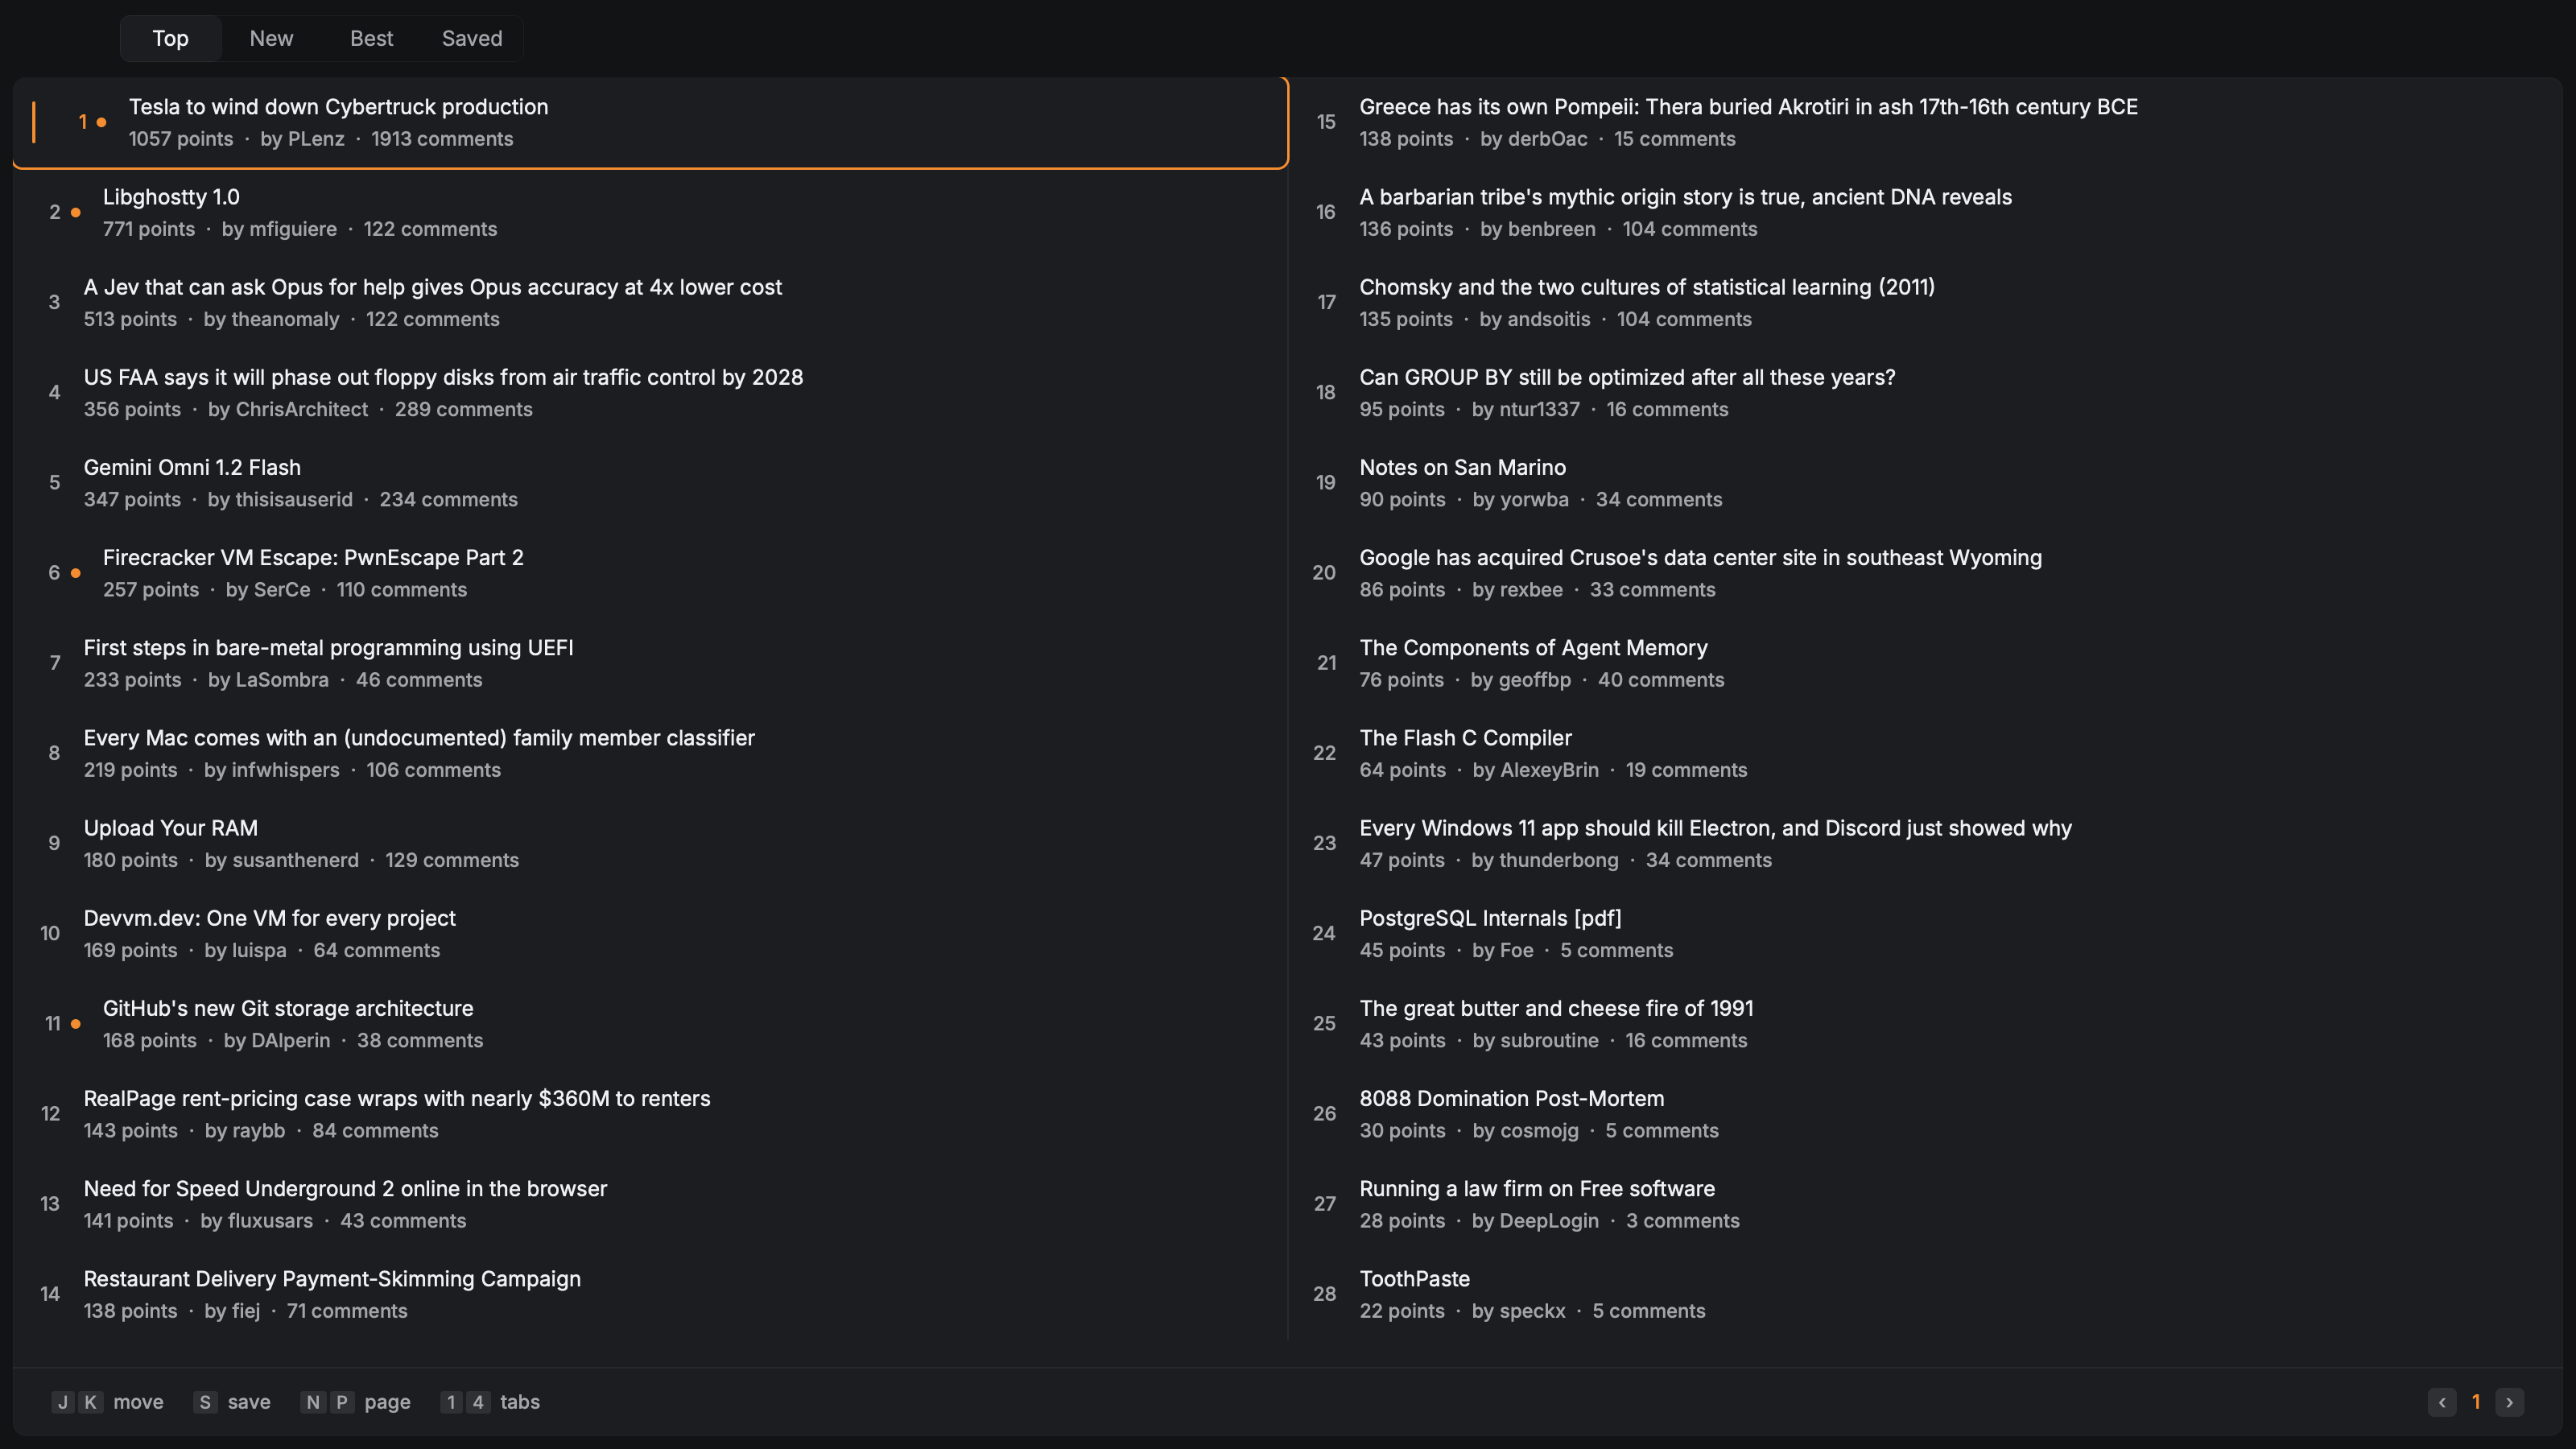 Top New Best Saved
1 Tesla to wind down Cybertruck production
1057 points · by PLenz · 1913 comments
2 Libghostty 1.0
771 points · by mfiguiere · 122 comments
3 A Jev that can ask Opus for help gives Opus accuracy at 4x lower cost
513 points · by theanomaly · 122 comments
4 US FAA says it will phase out floppy disks from air traffic control by 2028
356 points · by ChrisArchitect · 289 comments
5 Gemini Omni 1.2 Flash
347 points · by thisisauserid · 234 comments
6 Firecracker VM Escape: PwnEscape Part 2
257 points · by SerCe · 110 comments
7 First steps in bare-metal programming using UEFI
233 points · by LaSombra · 46 comments
8 Every Mac comes with an (undocumented) family member classifier
219 points · by infwhispers · 106 comments
9 Upload Your RAM
180 points · by susanthenerd · 129 comments
10 Devvm.dev: One VM for every project
169 points · by luispa · 64 comments
11 GitHub's new Git storage architecture
168 points · by DAlperin · 38 comments
12 RealPage rent-pricing case wraps with nearly $360M to renters
143 points · by raybb · 84 comments
13 Need for Speed Underground 2 online in the browser
141 points · by fluxusars · 43 comments
14 Restaurant Delivery Payment-Skimming Campaign
138 points · by fiej · 71 comments
15 Greece has its own Pompeii: Thera buried Akrotiri in ash 17th-16th century BCE
138 points · by derbOac · 15 comments
16 A barbarian tribe's mythic origin story is true, ancient DNA reveals
136 points · by benbreen · 104 comments
17 Chomsky and the two cultures of statistical learning (2011)
135 points · by andsoitis · 104 comments
18 Can GROUP BY still be optimized after all these years?
95 points · by ntur1337 · 16 comments
19 Notes on San Marino
90 points · by yorwba · 34 comments
20 Google has acquired Crusoe's data center site in southeast Wyoming
86 points · by rexbee · 33 comments
21 The Components of Agent Memory
76 points · by geoffbp · 40 comments
22 The Flash C Compiler
64 points · by AlexeyBrin · 19 comments
23 Every Windows 11 app should kill Electron, and Discord just showed why
47 points · by thunderbong · 34 comments
24 PostgreSQL Internals [pdf]
45 points · by Foe · 5 comments
25 The great butter and cheese fire of 1991
43 points · by subroutine · 16 comments
26 8088 Domination Post-Mortem
30 points · by cosmojg · 5 comments
27 Running a law firm on Free software
28 points · by DeepLogin · 3 comments
28 ToothPaste
22 points · by speckx · 5 comments
J K move S save N P page 1 4 tabs ‹ 1 ›